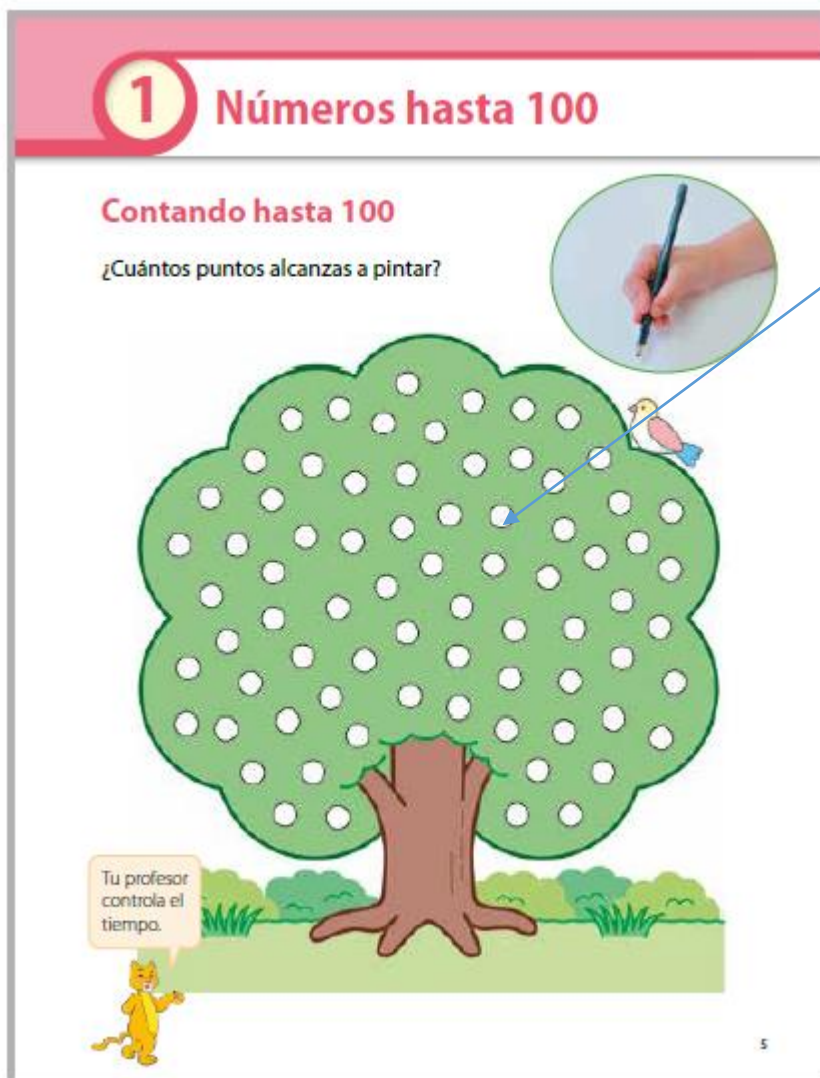 1 Números hasta 100
Contando hasta 100
¿Cuántos puntos alcanzas a pintar?
Tu profesor
controla el
tiempo.
5